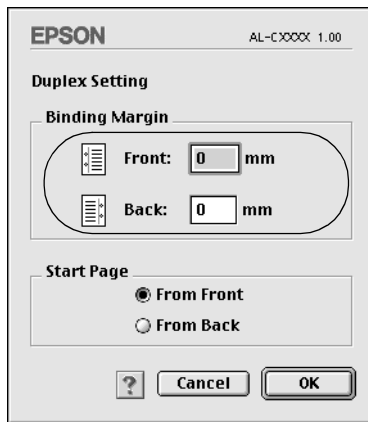 EPSON AL-CXXXX 1.00
Duplex Setting
Binding Margin
Front: 0 mm
Back: 0 mm
Start Page
From Front
From Back
? Cancel OK